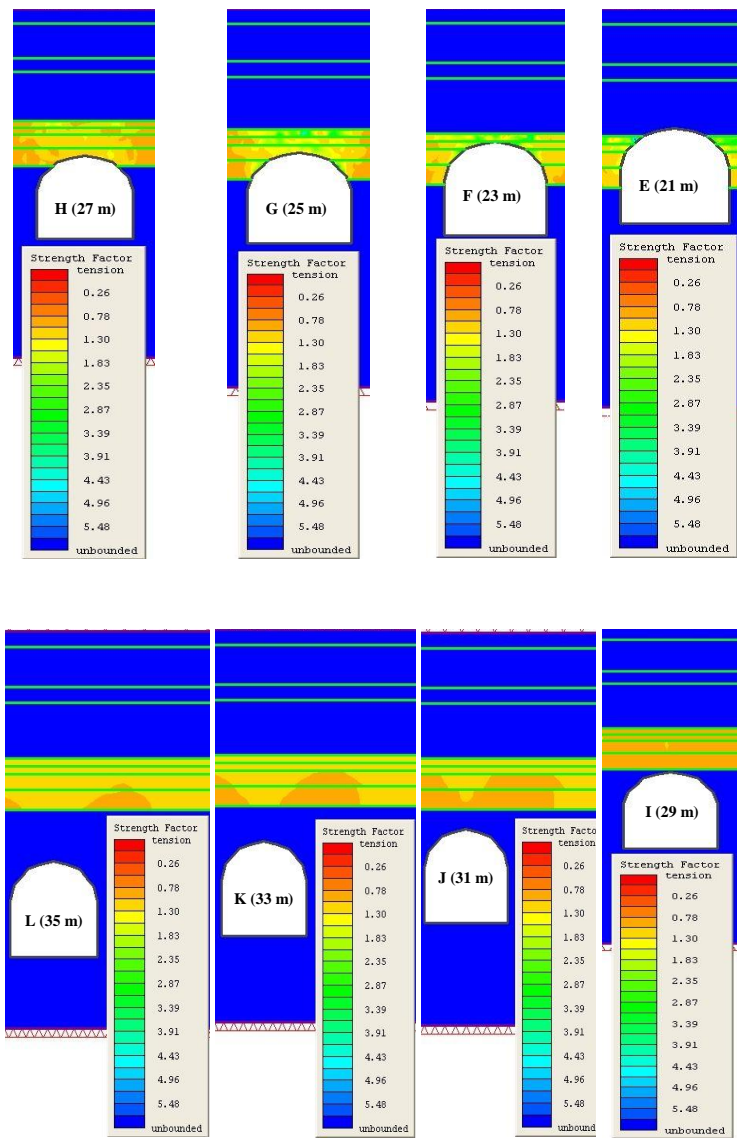 H (27 m)
Strength Factor
tension
0.26
0.78
1.30
1.83
2.35
2.87
3.39
3.91
4.43
4.96
5.48
unbounded
G (25 m)
Strength Factor
tension
0.26
0.78
1.30
1.83
2.35
2.87
3.39
3.91
4.43
4.96
5.48
unbounded
F (23 m)
Strength Factor
tension
0.26
0.78
1.30
1.83
2.35
2.87
3.39
3.91
4.43
4.96
5.48
unbounded
E (21 m)
Strength Factor
tension
0.26
0.78
1.30
1.83
2.35
2.87
3.39
3.91
4.43
4.96
5.48
unbounded
L (35 m)
Strength Factor
tension
0.26
0.78
1.30
1.83
2.35
2.87
3.39
3.91
4.43
4.96
5.48
unbounded
K (33 m)
Strength Factor
tension
0.26
0.78
1.30
1.83
2.35
2.87
3.39
3.91
4.43
4.96
5.48
unbounded
J (31 m)
Strength Facto
tension
0.26
0.78
1.30
1.83
2.35
2.87
3.39
3.91
4.43
4.96
5.48
unbounded
I (29 m)
Strength Factor
tension
0.26
0.78
1.30
1.83
2.35
2.87
3.39
3.91
4.43
4.96
5.48
unbounded